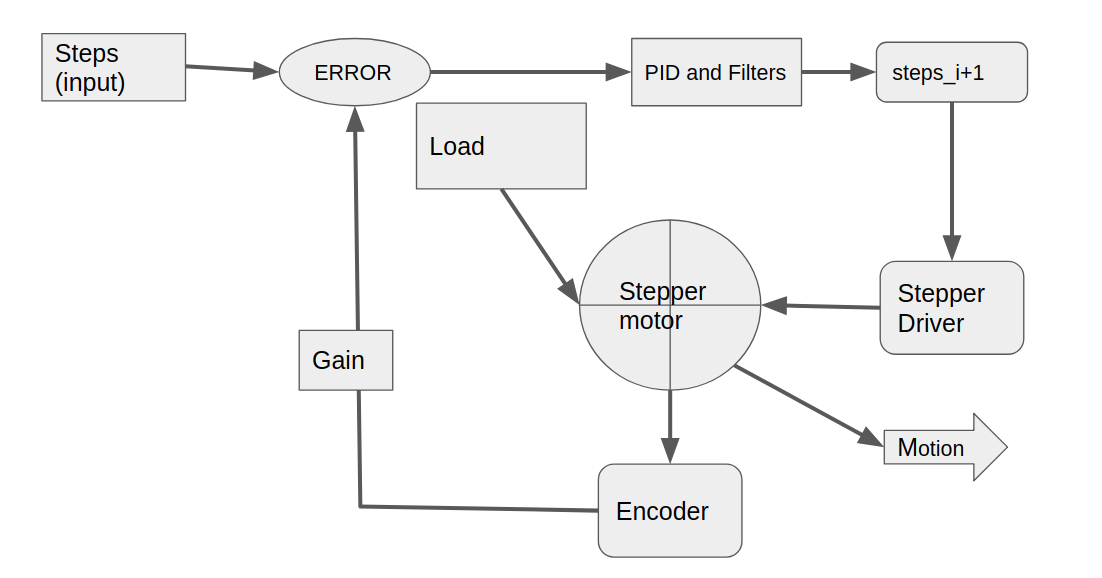 Steps
(input)
ERROR
PID and Filters
steps_i+1
Load
Stepper
motor
Stepper
Driver
Gain
Motion
Encoder